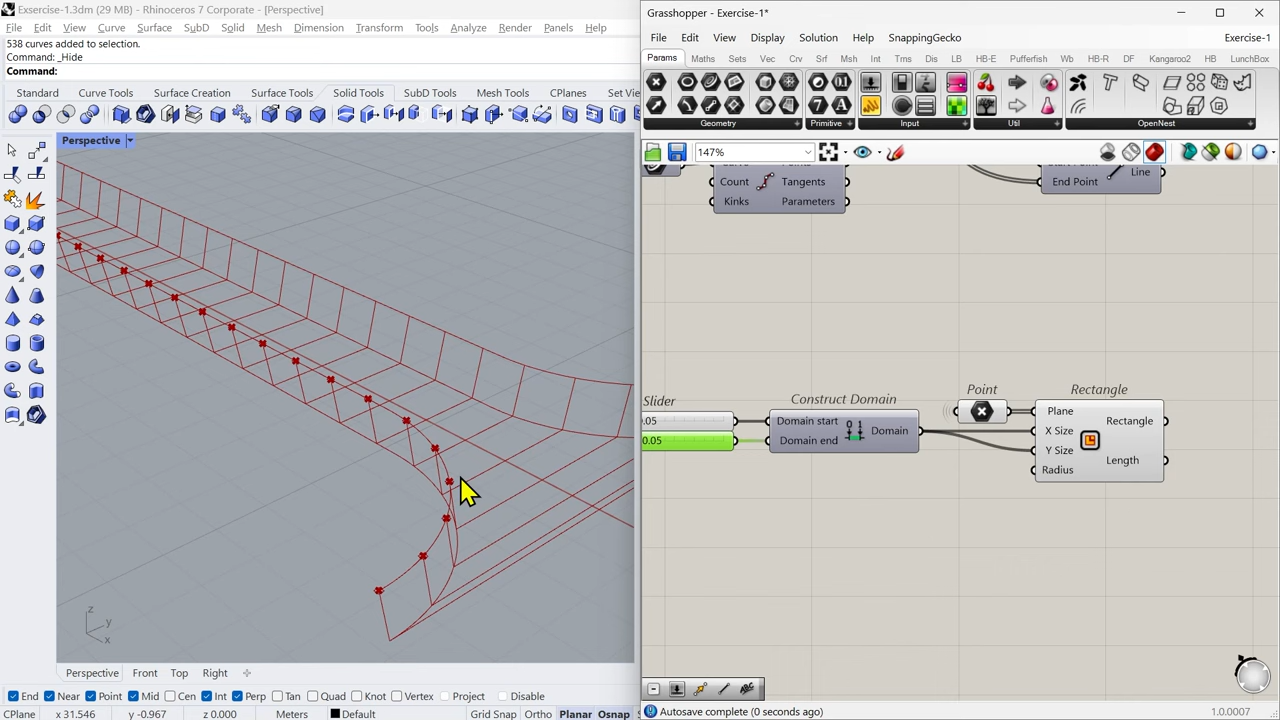 Exsercise-1.3dm (29 MB) - Rhinoceros 7 Corporate - [Perspective]
File Edit View Curve Surface SubD Solid Mesh Dimension Transform Tools Analyze Render Panels Help
538 curves added to selection.
Command: _Hide
Command:
Standard Curve Tools Surface Creation Surface Tools Solid Tools SubD Tools Mesh Tools CPlanes Set Vie
Perspective
z
y
x
Perspective Front Top Right
End Near Point Mid Cen Int Perp Tan Quad Knot Vertex Project Disable
CPlane x 31.546 y -0.967 z 0.000 Meters Default Grid Snap Ortho Planar Osnap
Grasshopper - Exercise-1*
File Edit View Display Solution Help SnappingGecko Exercise-1
Params Maths Sets Vec Crv Srf Msh Int Trns Dis LB HB-E Pufferfish Wb HB-R DF Kangaroo2 HB LunchBox
Geometry Primitive Input Util OpenNest
147%
Count Tangents
Kinks Parameters
Line
End Point
Slider
.05
0.05
Construct Domain
Domain start
Domain end
Domain
Point
Rectangle
Plane
X Size
Y Size
Radius
Rectangle
Length
Autosave complete (0 seconds ago) 1.0.0007